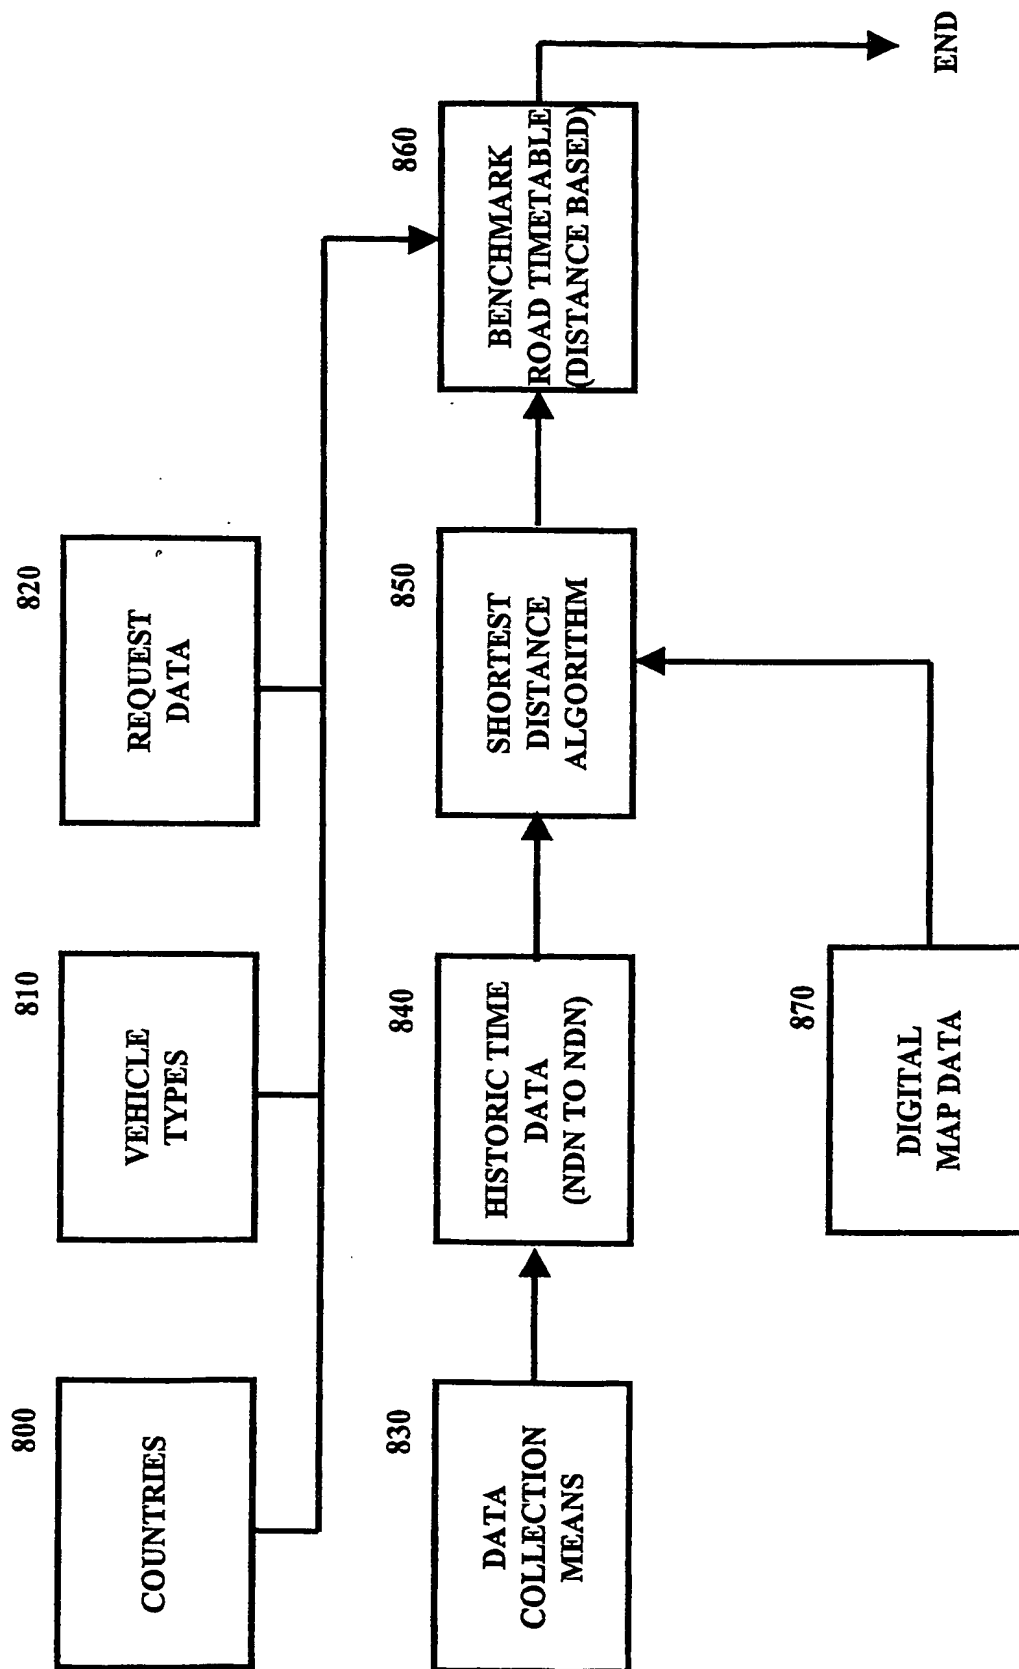 800
COUNTRIES
810
VEHICLE
TYPES
820
REQUEST
DATA
830
DATA
COLLECTION
MEANS
840
HISTORIC TIME
DATA
(NDN TO NDN)
850
SHORTEST
DISTANCE
ALGORITHM
860
BENCHMARK
ROAD TIMETABLE
(DISTANCE BASED)
870
DIGITAL
MAP DATA
END